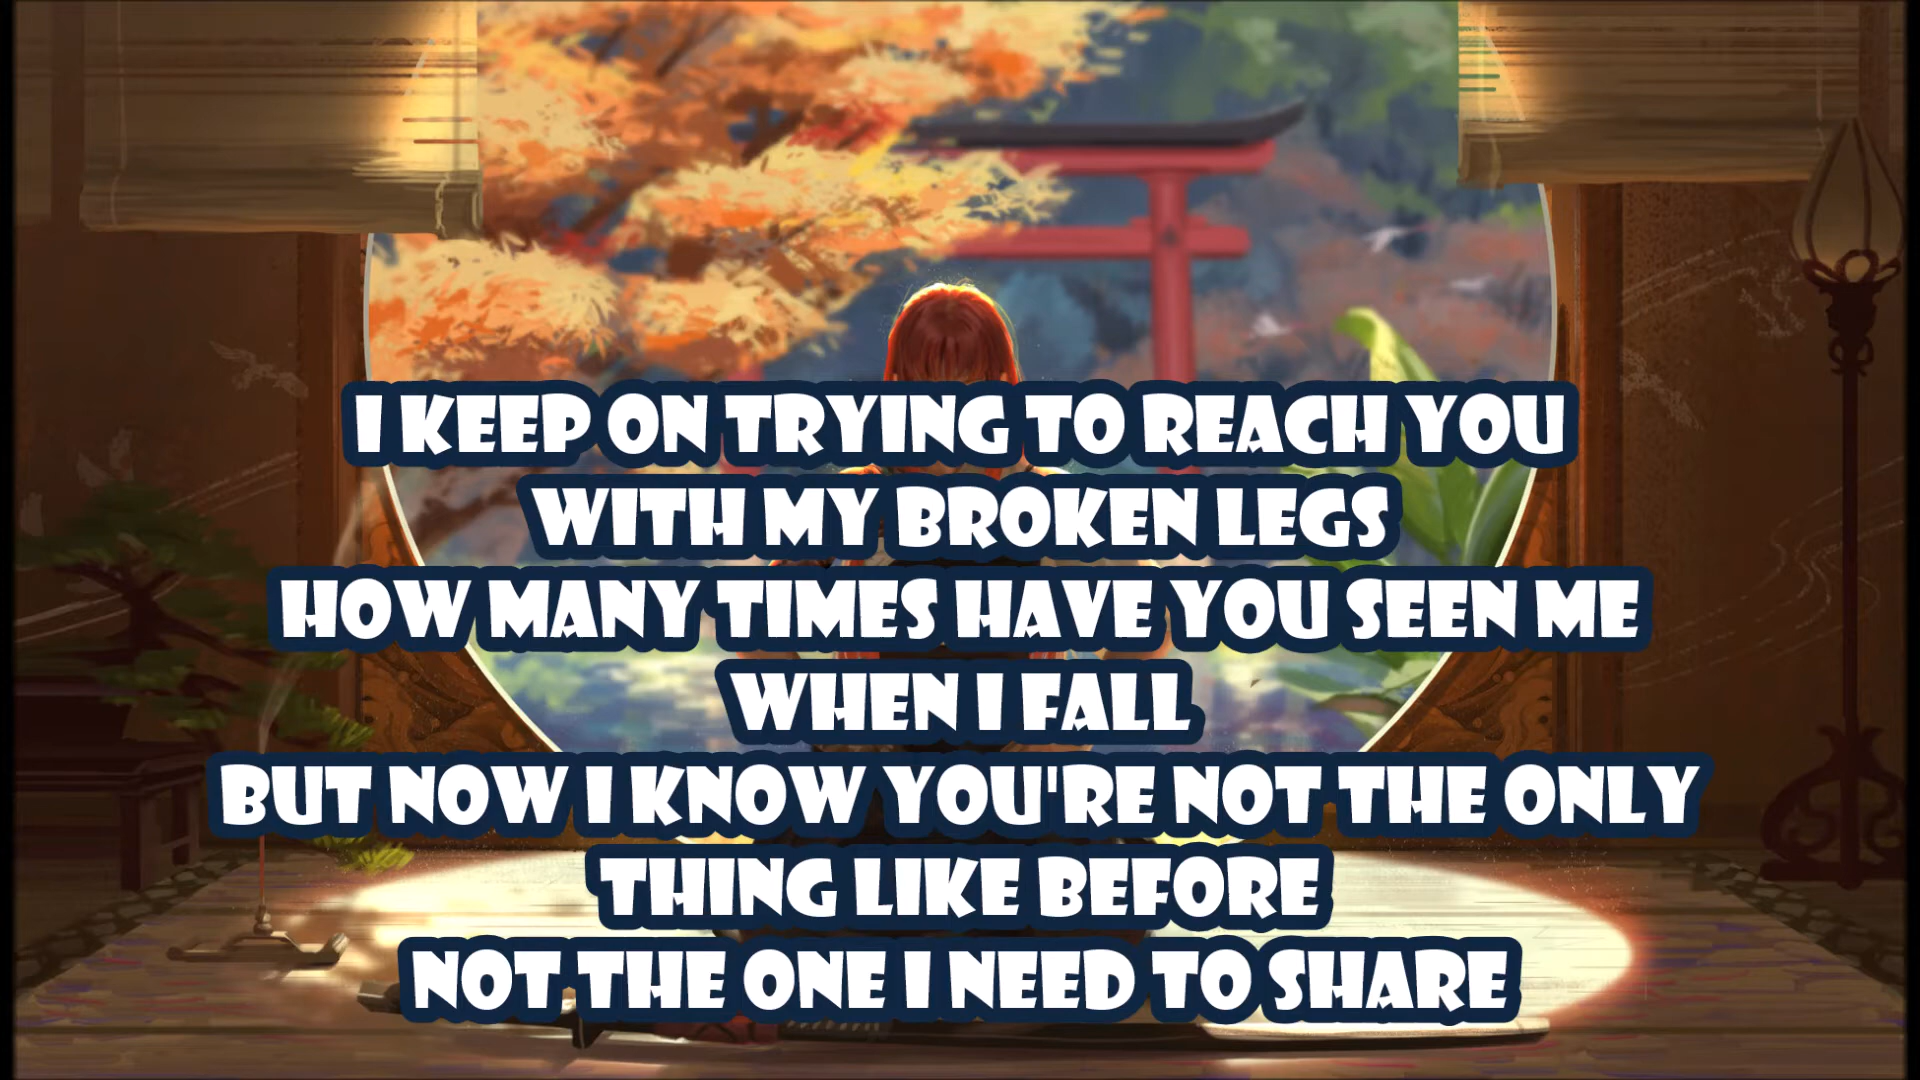 I KEEP ON TRYING TO REACH YOU
WITH MY BROKEN LEGS
HOW MANY TIMES HAVE YOU SEEN ME
WHEN I FALL
BUT NOW I KNOW YOU'RE NOT THE ONLY
THING LIKE BEFORE
NOT THE ONE I NEED TO SHARE